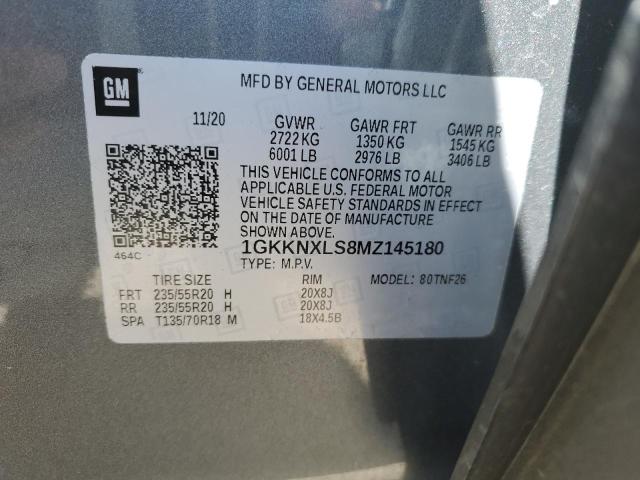 GM
MFD BY GENERAL MOTORS LLC
11/20 GVWR GAWR FRT GAWR RR
2722 KG 1350 KG 1545 KG
6001 LB 2976 LB 3406 LB
THIS VEHICLE CONFORMS TO ALL
APPLICABLE U.S. FEDERAL MOTOR
VEHICLE SAFETY STANDARDS IN EFFECT
ON THE DATE OF MANUFACTURE
SHOWN ABOVE.
1GKKNXLS8MZ145180
464C
TYPE: M.P.V. MODEL: 80TNF26
TIRE SIZE RIM
FRT 235/55R20 H 20X8J
RR 235/55R20 H 20X8J
SPA T135/70R18 M 18X4.5B